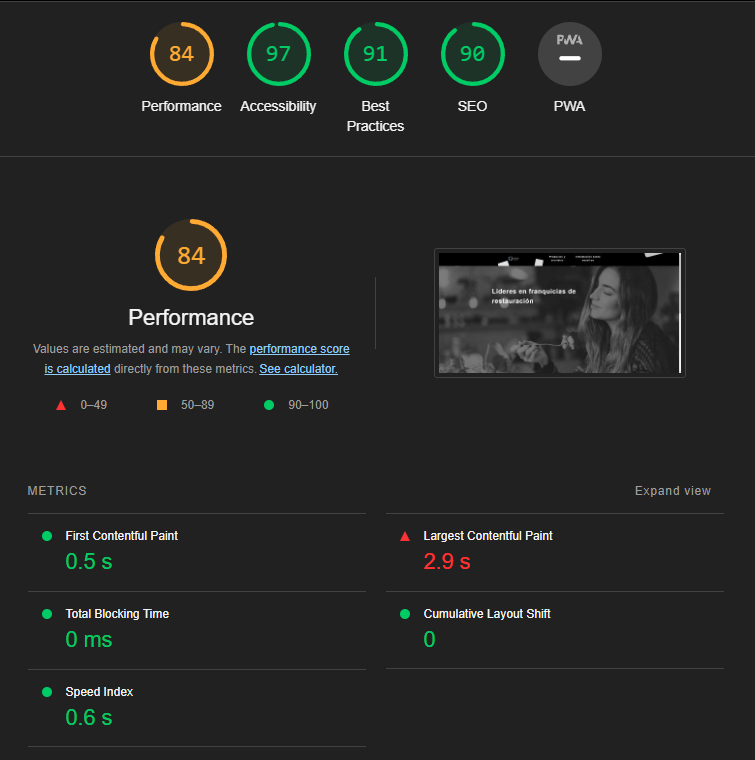 84
97
91
90
PWA
Performance
Accessibility
Best
Practices
SEO
PWA
84
Performance
Values are estimated and may vary. The performance score
is calculated directly from these metrics. See calculator.
0–49
50–89
90–100
Líderes en franquicias de
restauración
METRICS
Expand view
First Contentful Paint
0.5 s
Largest Contentful Paint
2.9 s
Total Blocking Time
0 ms
Cumulative Layout Shift
0
Speed Index
0.6 s